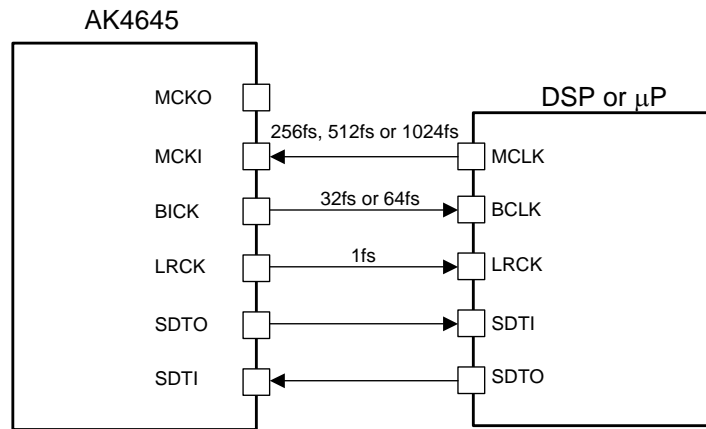 AK4645
DSP or μP
MCKO
256fs, 512fs or 1024fs
MCKI
MCLK
32fs or 64fs
BICK
BCLK
1fs
LRCK
LRCK
SDTO
SDTI
SDTI
SDTO